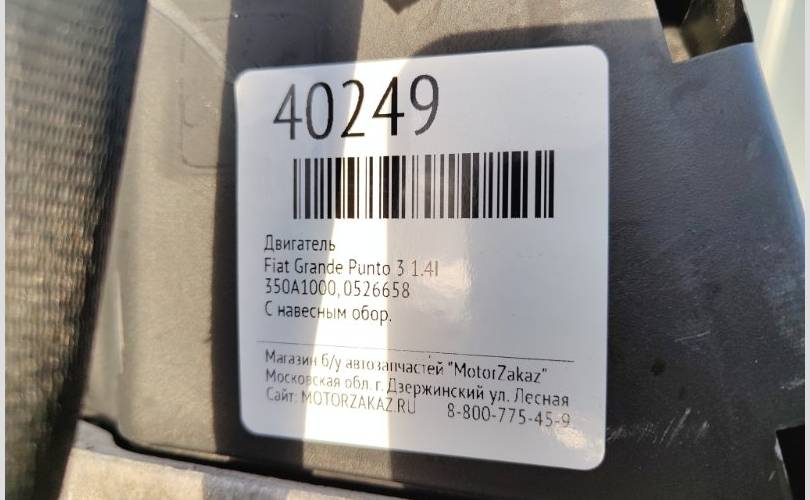 40249
Двигатель
Fiat Grande Punto 3 1.4l
350A1000, 0526658
С навесным обор.
Магазин б/у автозапчастей "MotorZakaz"
Московская обл. г. Дзержинский ул. Лесная
Сайт: MOTORZAKAZ.RU 8-800-775-45-9